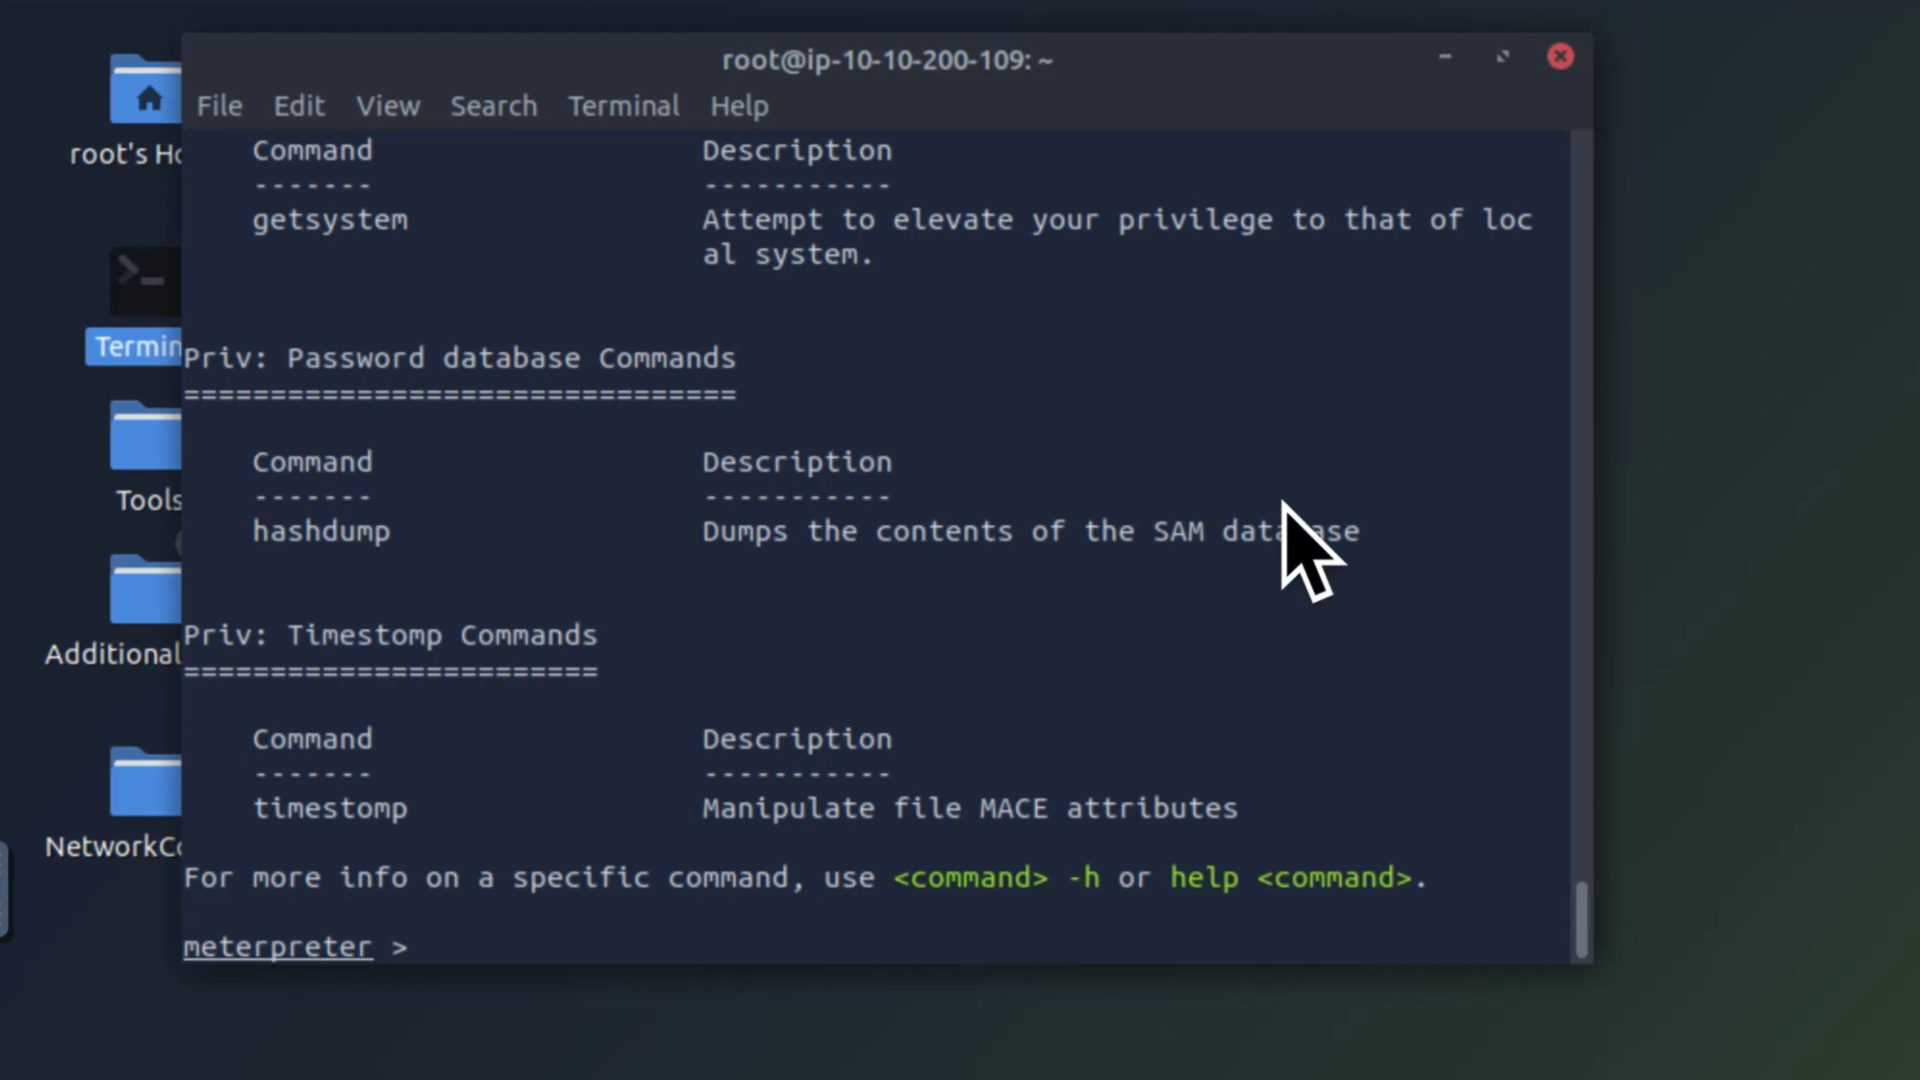 root@ip-10-10-200-109: ~
File Edit View Search Terminal Help
root's Ho
Termin
Tools
Additional
NetworkCo
Command Description
------- -----------
getsystem Attempt to elevate your privilege to that of loc
al system.
Priv: Password database Commands
================================
Command Description
------- -----------
hashdump Dumps the contents of the SAM database
Priv: Timestomp Commands
========================
Command Description
------- -----------
timestomp Manipulate file MACE attributes
For more info on a specific command, use <command> -h or help <command>.
meterpreter >